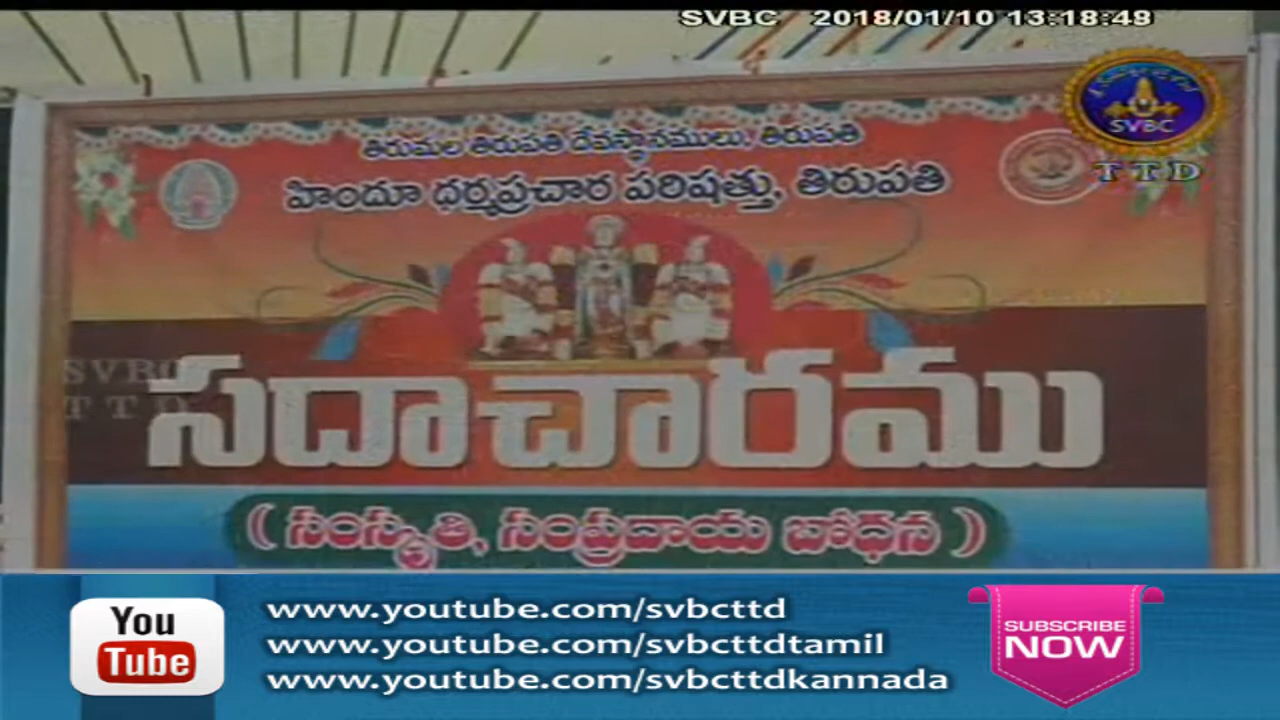 SVBC 2018/01/10 13:18:48
SVBC
TTD
తిరుమల తిరుపతి దేవస్థానములు, తిరుపతి
హిందూ ధర్మప్రచార పరిషత్తు, తిరుపతి
SVBC
TTD
సదాచారము
( సంస్కృతి, సంప్రదాయ బోధన )
You
Tube
www.youtube.com/svbcttd
www.youtube.com/svbcttdtamil
www.youtube.com/svbcttdkannada
SUBSCRIBE
NOW